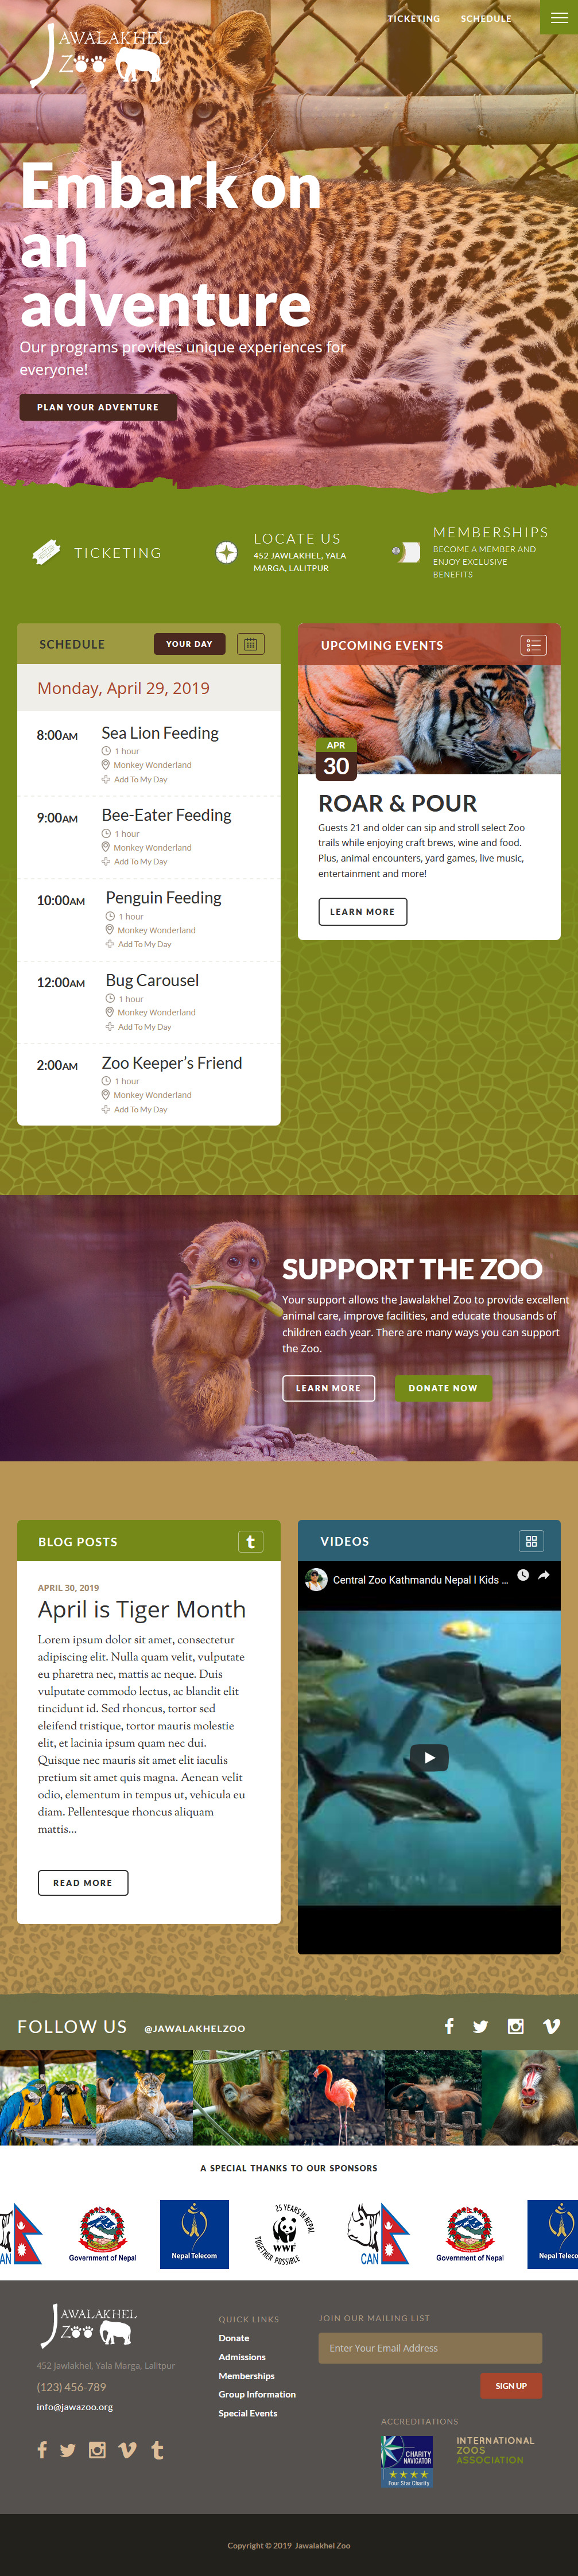 TICKETING SCHEDULE
JAWALAKHEL
ZOO
Embark on
an
adventure
Our programs provides unique experiences for
everyone!
PLAN YOUR ADVENTURE
TICKETING
LOCATE US
452 JAWLAKHEL, YALA
MARGA, LALITPUR
MEMBERSHIPS
BECOME A MEMBER AND
ENJOY EXCLUSIVE
BENEFITS
SCHEDULE
YOUR DAY
Monday, April 29, 2019
8:00AM
Sea Lion Feeding
1 hour
Monkey Wonderland
Add To My Day
9:00AM
Bee-Eater Feeding
1 hour
Monkey Wonderland
Add To My Day
10:00AM
Penguin Feeding
1 hour
Monkey Wonderland
Add To My Day
12:00AM
Bug Carousel
1 hour
Monkey Wonderland
Add To My Day
2:00AM
Zoo Keeper’s Friend
1 hour
Monkey Wonderland
Add To My Day
UPCOMING EVENTS
APR
30
ROAR & POUR
Guests 21 and older can sip and stroll select Zoo
trails while enjoying craft brews, wine and food.
Plus, animal encounters, yard games, live music,
entertainment and more!
LEARN MORE
SUPPORT THE ZOO
Your support allows the Jawalakhel Zoo to provide excellent
animal care, improve facilities, and educate thousands of
children each year. There are many ways you can support
the Zoo.
LEARN MORE
DONATE NOW
BLOG POSTS
APRIL 30, 2019
April is Tiger Month
Lorem ipsum dolor sit amet, consectetur
adipiscing elit. Nulla quam velit, vulputate
eu pharetra nec, mattis ac neque. Duis
vulputate commodo lectus, ac blandit elit
tincidunt id. Sed rhoncus, tortor sed
eleifend tristique, tortor mauris molestie
elit, et lacinia ipsum quam nec dui.
Quisque nec mauris sit amet elit iaculis
pretium sit amet quis magna. Aenean velit
odio, elementum in tempus ut, vehicula eu
diam. Pellentesque rhoncus aliquam
mattis...
READ MORE
VIDEOS
Central Zoo Kathmandu Nepal l Kids ...
FOLLOW US
@JAWALAKHELZOO
A SPECIAL THANKS TO OUR SPONSORS
AN
Government of Nepal
Nepal Telecom
25 YEARS IN NEPAL
WWF
TOGETHER POSSIBLE
CAN
Government of Nepal
Nepal Teleco
JAWALAKHEL
ZOO
452 Jawlakhel, Yala Marga, Lalitpur
(123) 456-789
info@jawazoo.org
QUICK LINKS
Donate
Admissions
Memberships
Group Information
Special Events
JOIN OUR MAILING LIST
Enter Your Email Address
SIGN UP
ACCREDITATIONS
CHARITY
NAVIGATOR
Four Star Charity
INTERNATIONAL
ZOOS
ASSOCIATION
Copyright © 2019 Jawalakhel Zoo